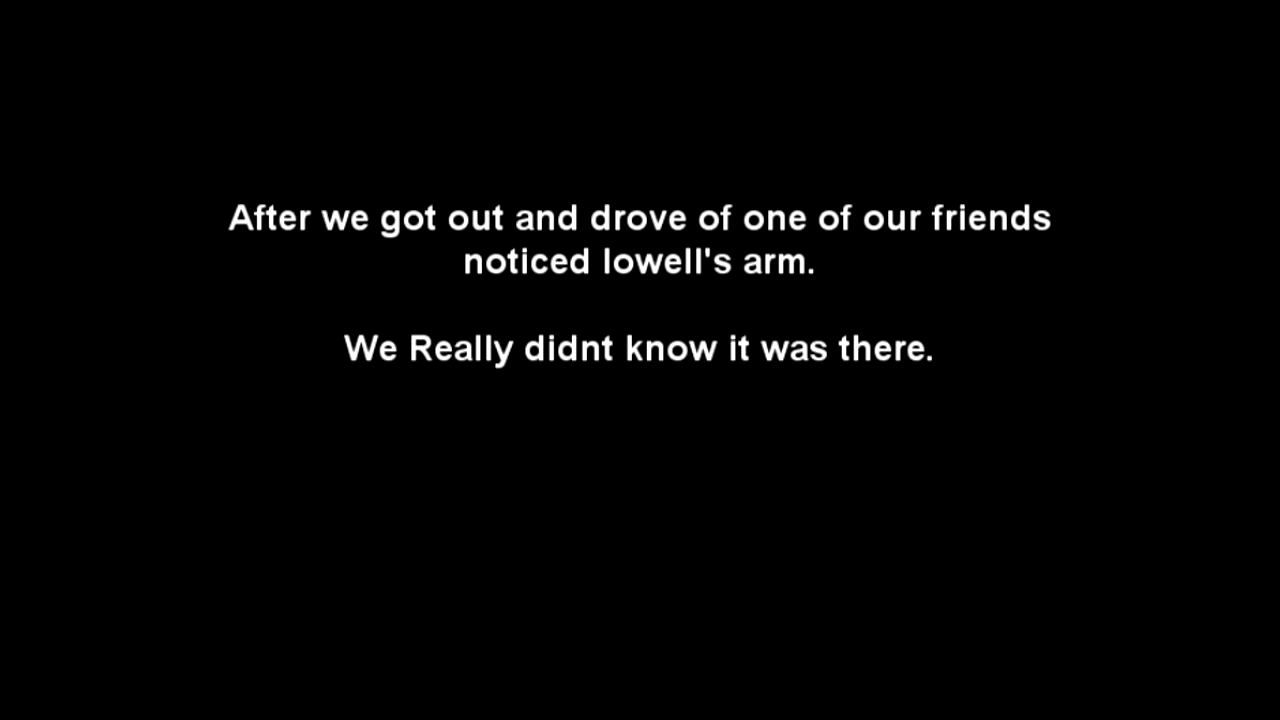 After we got out and drove of one of our friends
noticed lowell's arm.
We Really didnt know it was there.